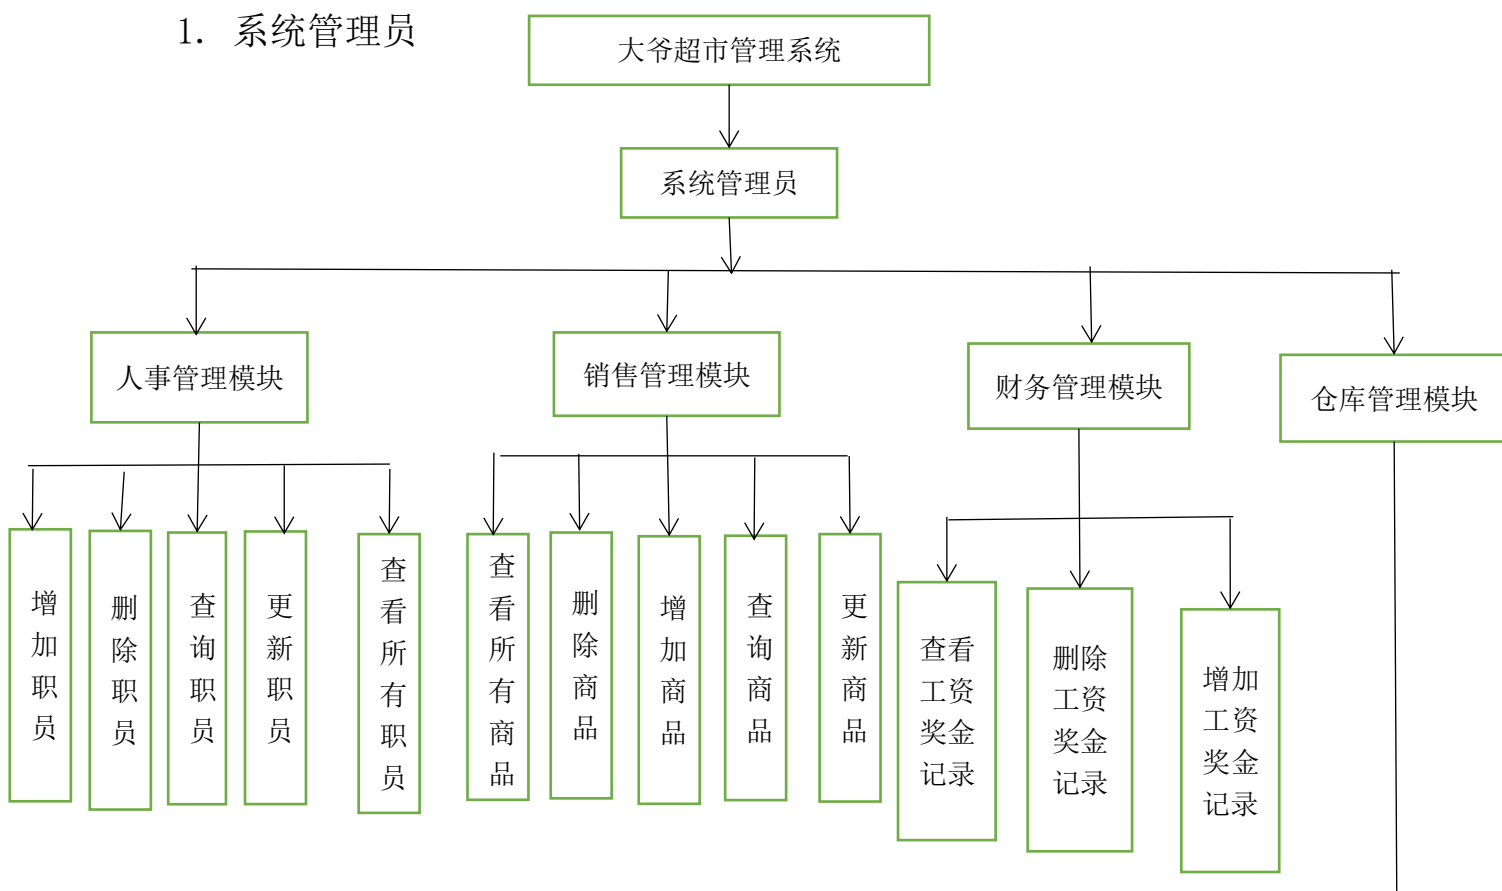 1. 系统管理员
大爷超市管理系统
系统管理员
人事管理模块
销售管理模块
财务管理模块
仓库管理模块
增加职员
删除职员
查询职员
更新职员
查看所有职员
查看所有商品
删除商品
增加商品
查询商品
更新商品
查看
工资
奖金
记录
删除
工资
奖金
记录
增加
工资
奖金
记录